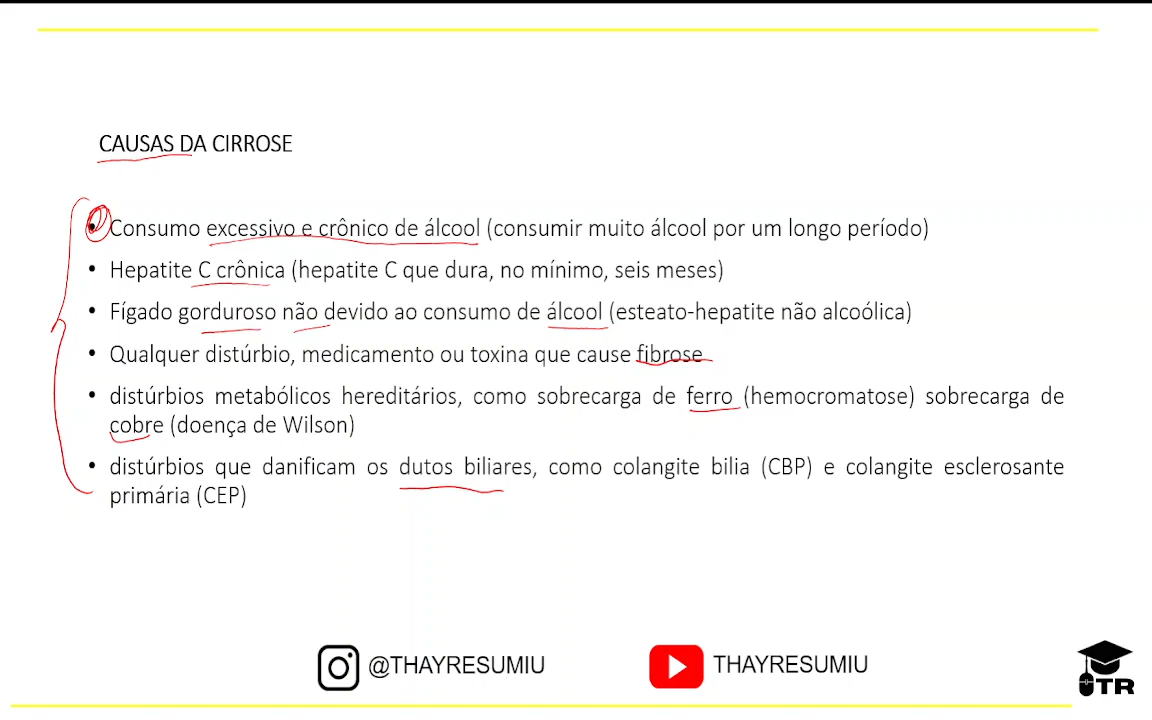 CAUSAS DA CIRROSE
• Consumo excessivo e crônico de álcool (consumir muito álcool por um longo período)
• Hepatite C crônica (hepatite C que dura, no mínimo, seis meses)
• Fígado gorduroso não devido ao consumo de álcool (esteato-hepatite não alcoólica)
• Qualquer distúrbio, medicamento ou toxina que cause fibrose
• distúrbios metabólicos hereditários, como sobrecarga de ferro (hemocromatose) sobrecarga de
cobre (doença de Wilson)
• distúrbios que danificam os dutos biliares, como colangite bilia (CBP) e colangite esclerosante
primária (CEP)
@THAYRESUMIU
THAYRESUMIU
TR